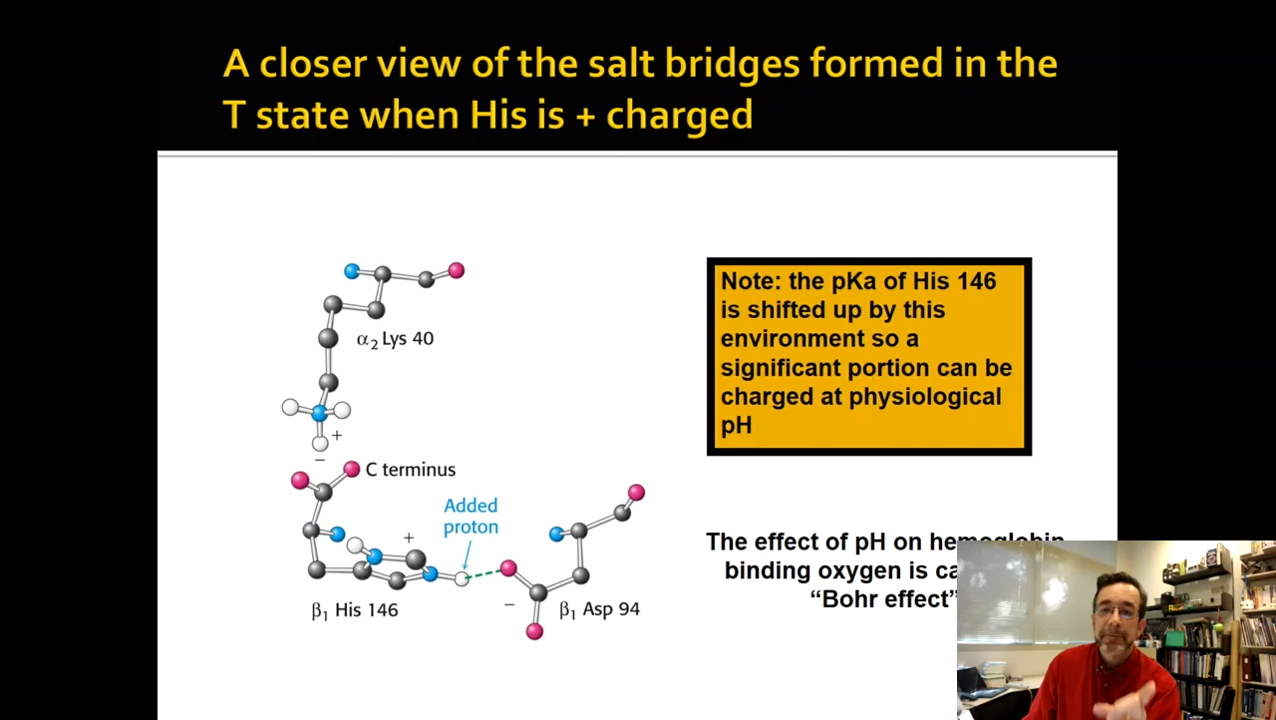 A closer view of the salt bridges formed in the
T state when His is + charged
α2 Lys 40
+
−
C terminus
Added
proton
+
−
β1 His 146
β1 Asp 94
Note: the pKa of His 146
is shifted up by this
environment so a
significant portion can be
charged at physiological
pH
The effect of pH on hemoglobin
binding oxygen is
"Bohr effect"